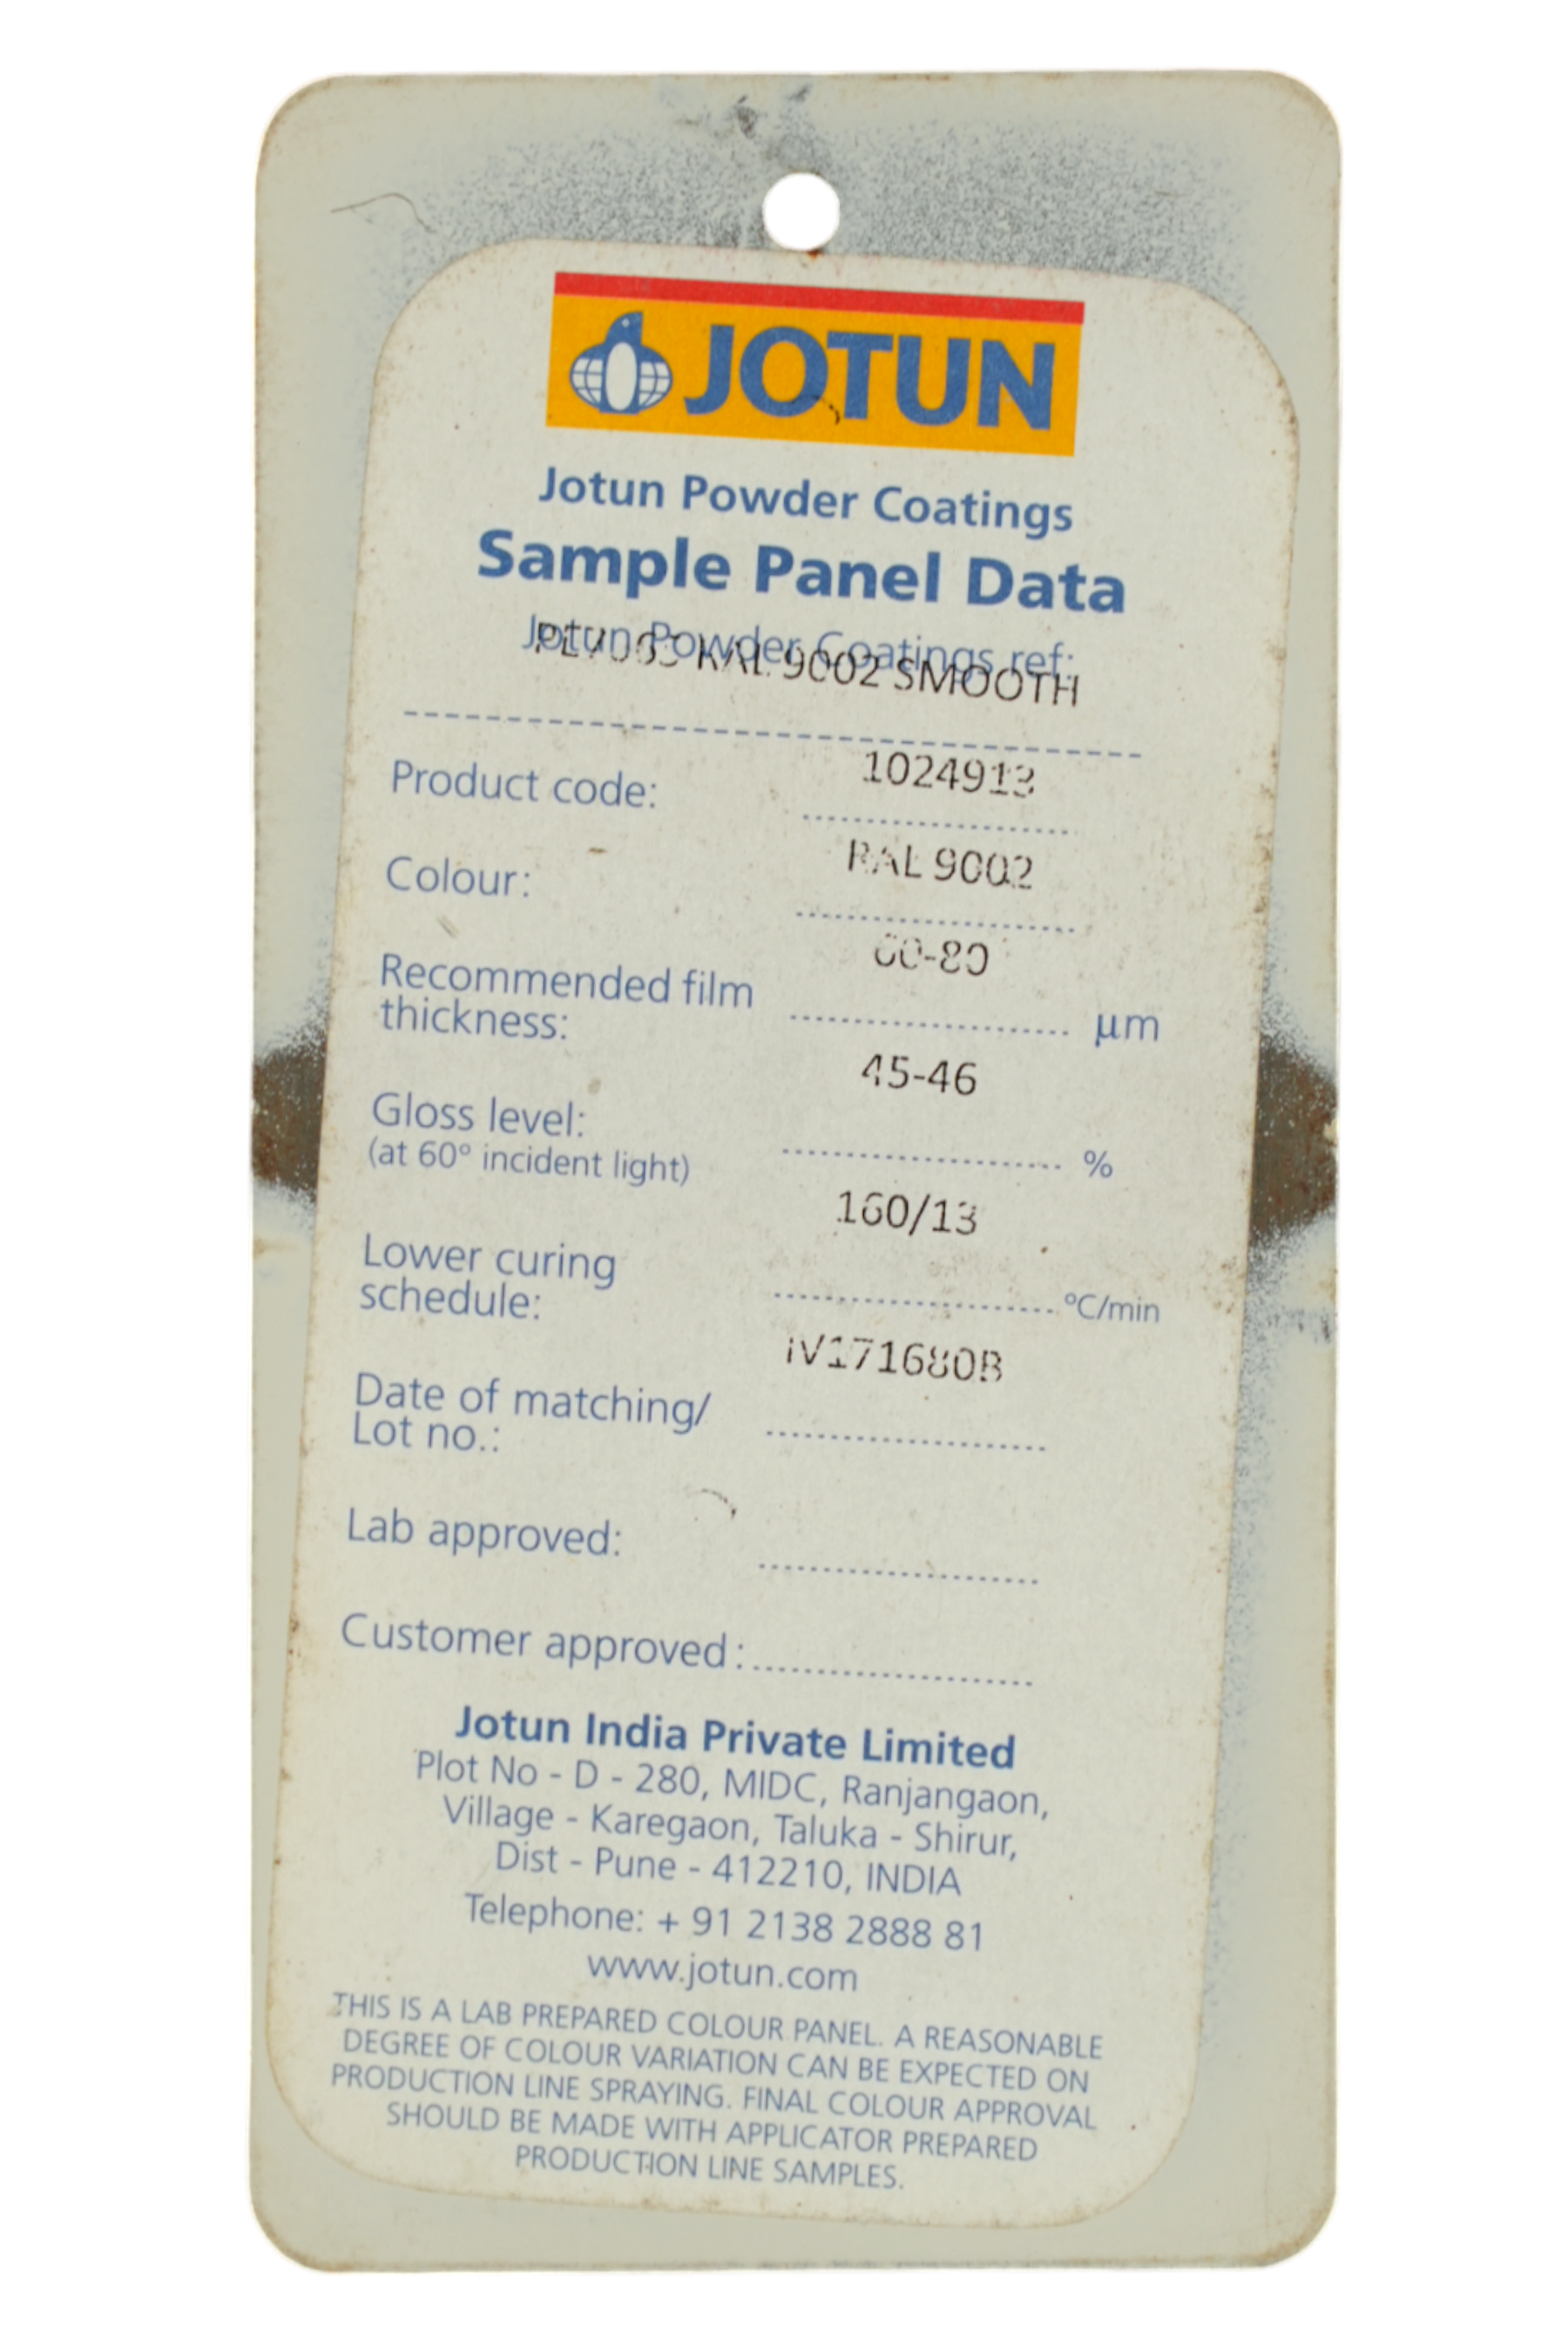 JOTUN
Jotun Powder Coatings
Sample Panel Data
Jotun Powder Coatings ref:
RAL 9002 SMOOTH
Product code: 1024913
Colour: RAL 9002
Recommended film
thickness: 60-80 µm
Gloss level: 45-46 %
(at 60° incident light)
Lower curing
schedule: 160/13 °C/min
Date of matching/
Lot no.: IV171680B
Lab approved:
Customer approved:
Jotun India Private Limited
Plot No - D - 280, MIDC, Ranjangaon,
Village - Karegaon, Taluka - Shirur,
Dist - Pune - 412210, INDIA
Telephone: + 91 2138 2888 81
www.jotun.com
THIS IS A LAB PREPARED COLOUR PANEL. A REASONABLE
DEGREE OF COLOUR VARIATION CAN BE EXPECTED ON
PRODUCTION LINE SPRAYING. FINAL COLOUR APPROVAL
SHOULD BE MADE WITH APPLICATOR PREPARED
PRODUCTION LINE SAMPLES.